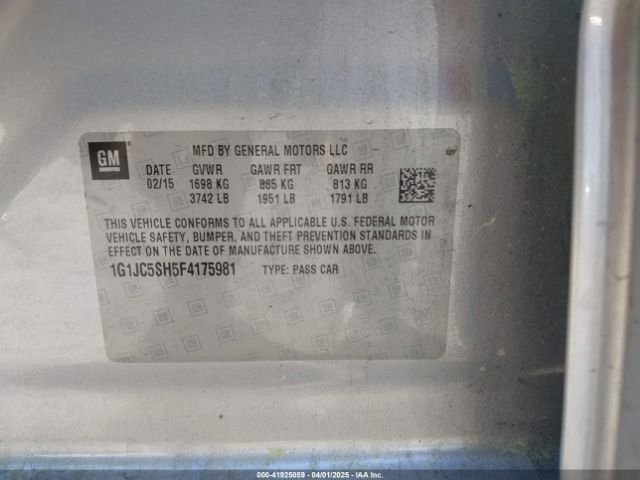 GM
MFD BY GENERAL MOTORS LLC
DATE GVWR GAWR FRT GAWR RR
02/15 1698 KG 885 KG 813 KG
3742 LB 1951 LB 1791 LB
THIS VEHICLE CONFORMS TO ALL APPLICABLE U.S. FEDERAL MOTOR
VEHICLE SAFETY, BUMPER, AND THEFT PREVENTION STANDARDS IN
EFFECT ON THE DATE OF MANUFACTURE SHOWN ABOVE.
1G1JC5SH5F4175981 TYPE: PASS CAR
000-41925059 - 04/01/2025 - IAA Inc.